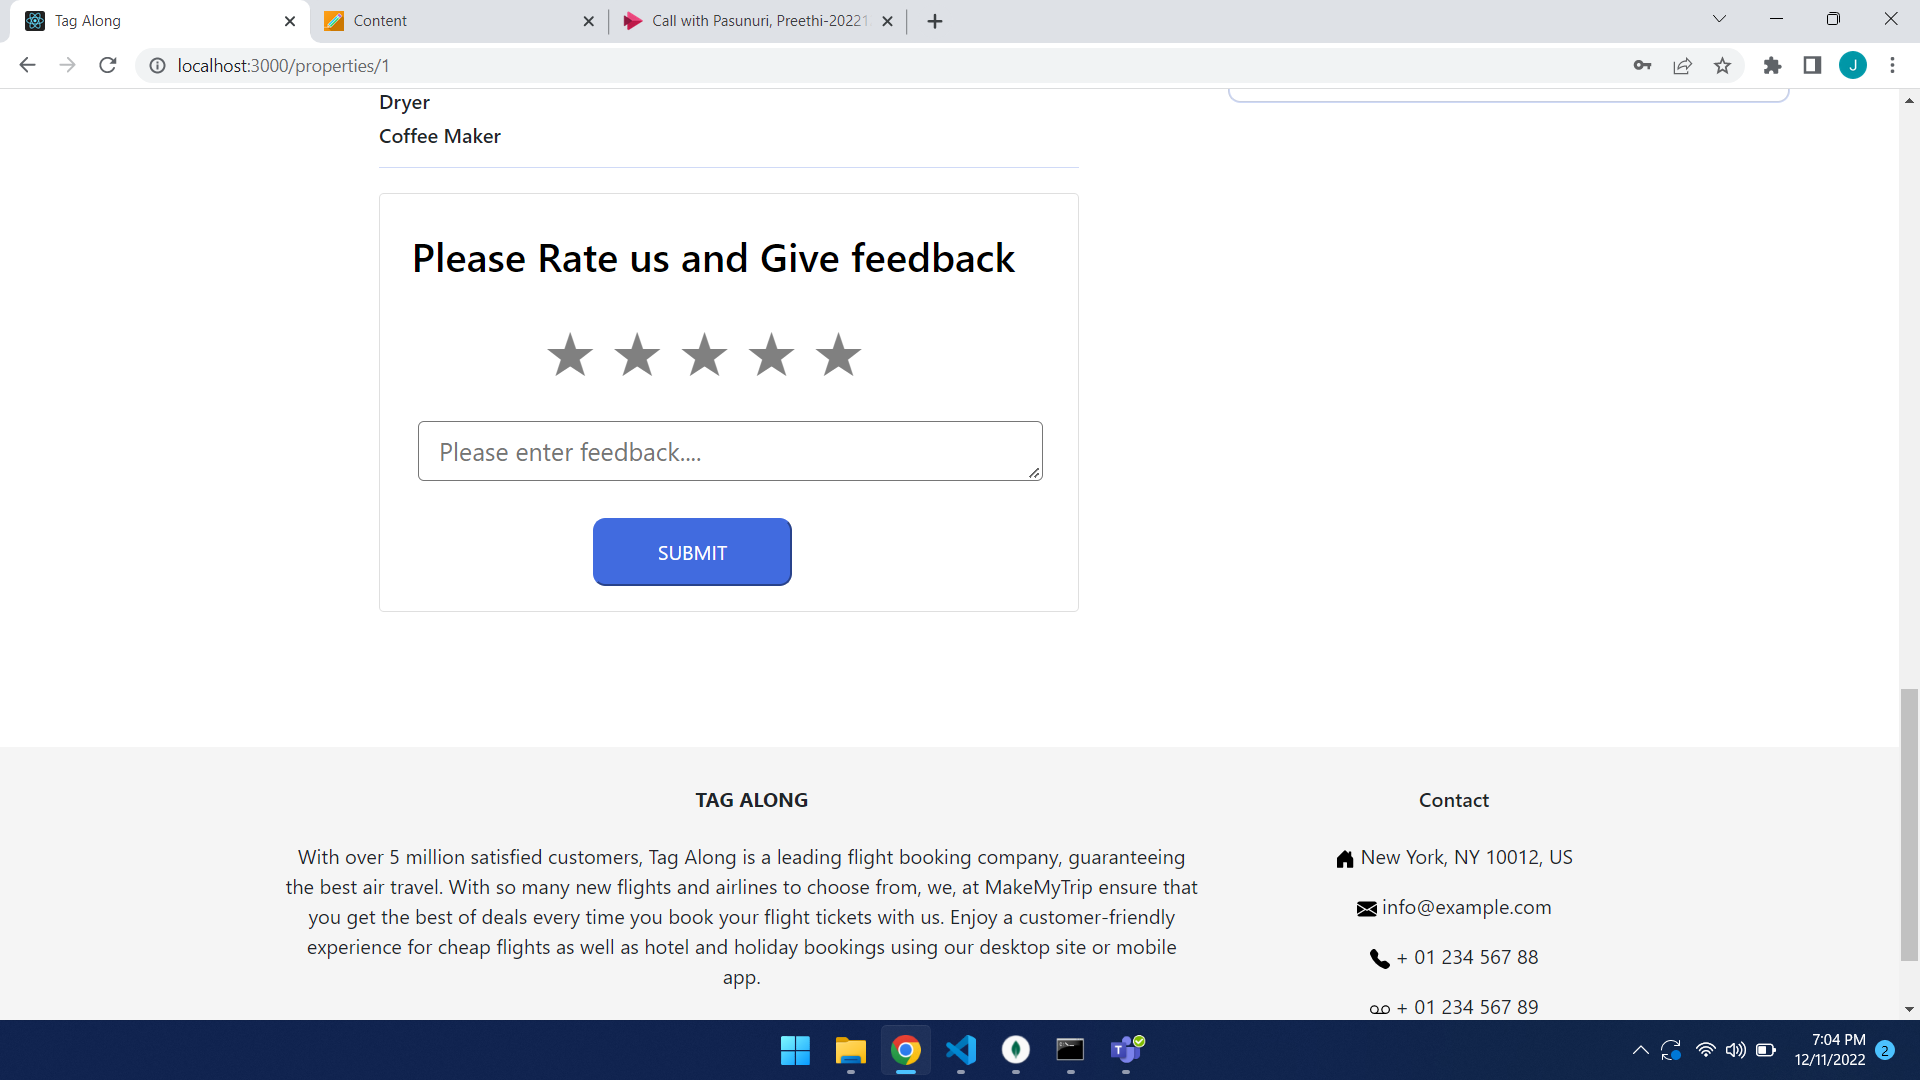 Tag Along
Content
Call with Pasunuri, Preethi-20221
localhost:3000/properties/1
J
Dryer
Coffee Maker
Please Rate us and Give feedback
Please enter feedback....
SUBMIT
TAG ALONG
With over 5 million satisfied customers, Tag Along is a leading flight booking company, guaranteeing
the best air travel. With so many new flights and airlines to choose from, we, at MakeMyTrip ensure that
you get the best of deals every time you book your flight tickets with us. Enjoy a customer-friendly
experience for cheap flights as well as hotel and holiday bookings using our desktop site or mobile
app.
Contact
New York, NY 10012, US
info@example.com
+ 01 234 567 88
+ 01 234 567 89
7:04 PM
12/11/2022
2